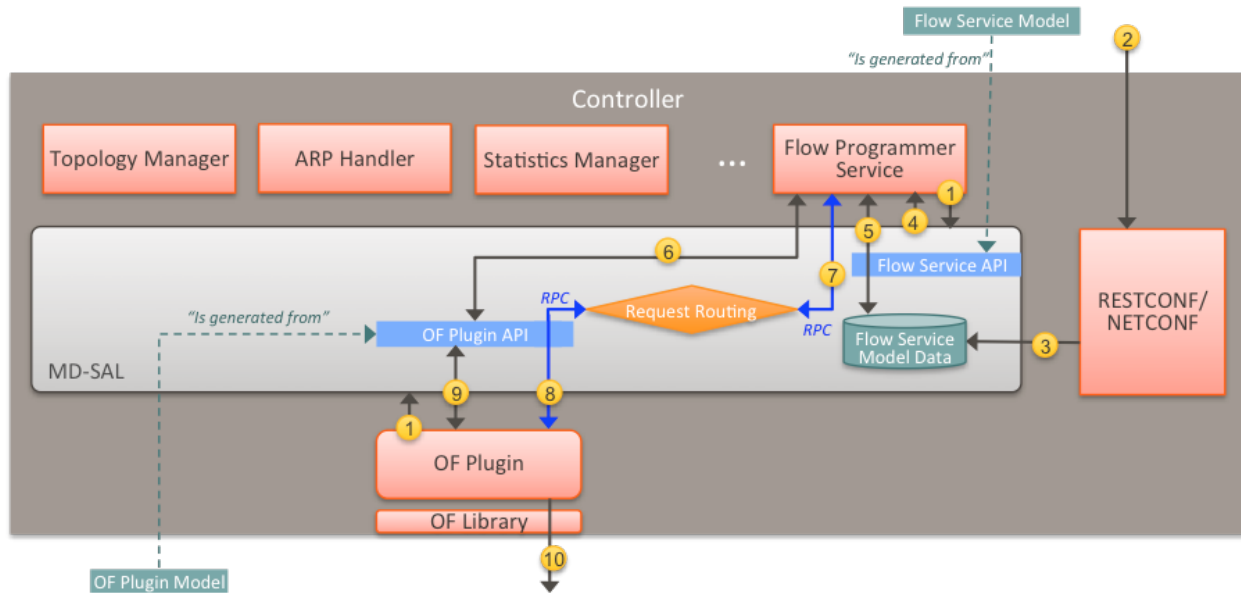 Flow Service Model
2
"Is generated from"
Controller
Topology Manager
ARP Handler
Statistics Manager
...
Flow Programmer
Service
1
4
5
6
7
Flow Service API
RPC
Request Routing
RPC
"Is generated from"
OF Plugin API
Flow Service
Model Data
3
RESTCONF/
NETCONF
MD-SAL
9
8
1
OF Plugin
OF Library
10
OF Plugin Model